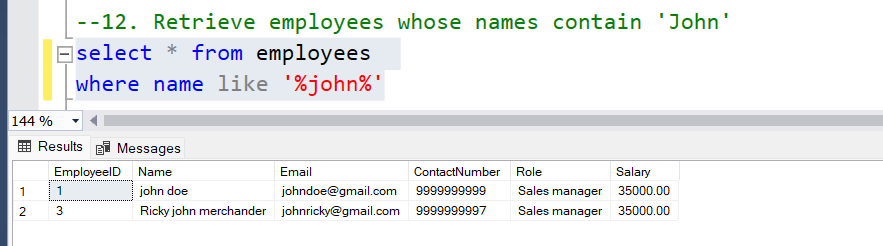 --12. Retrieve employees whose names contain 'John'
select * from employees
where name like '%john%'
144 %
Results Messages
EmployeeID Name Email ContactNumber Role Salary
1 1 john doe johndoe@gmail.com 9999999999 Sales manager 35000.00
2 3 Ricky john merchander johnricky@gmail.com 9999999997 Sales manager 35000.00